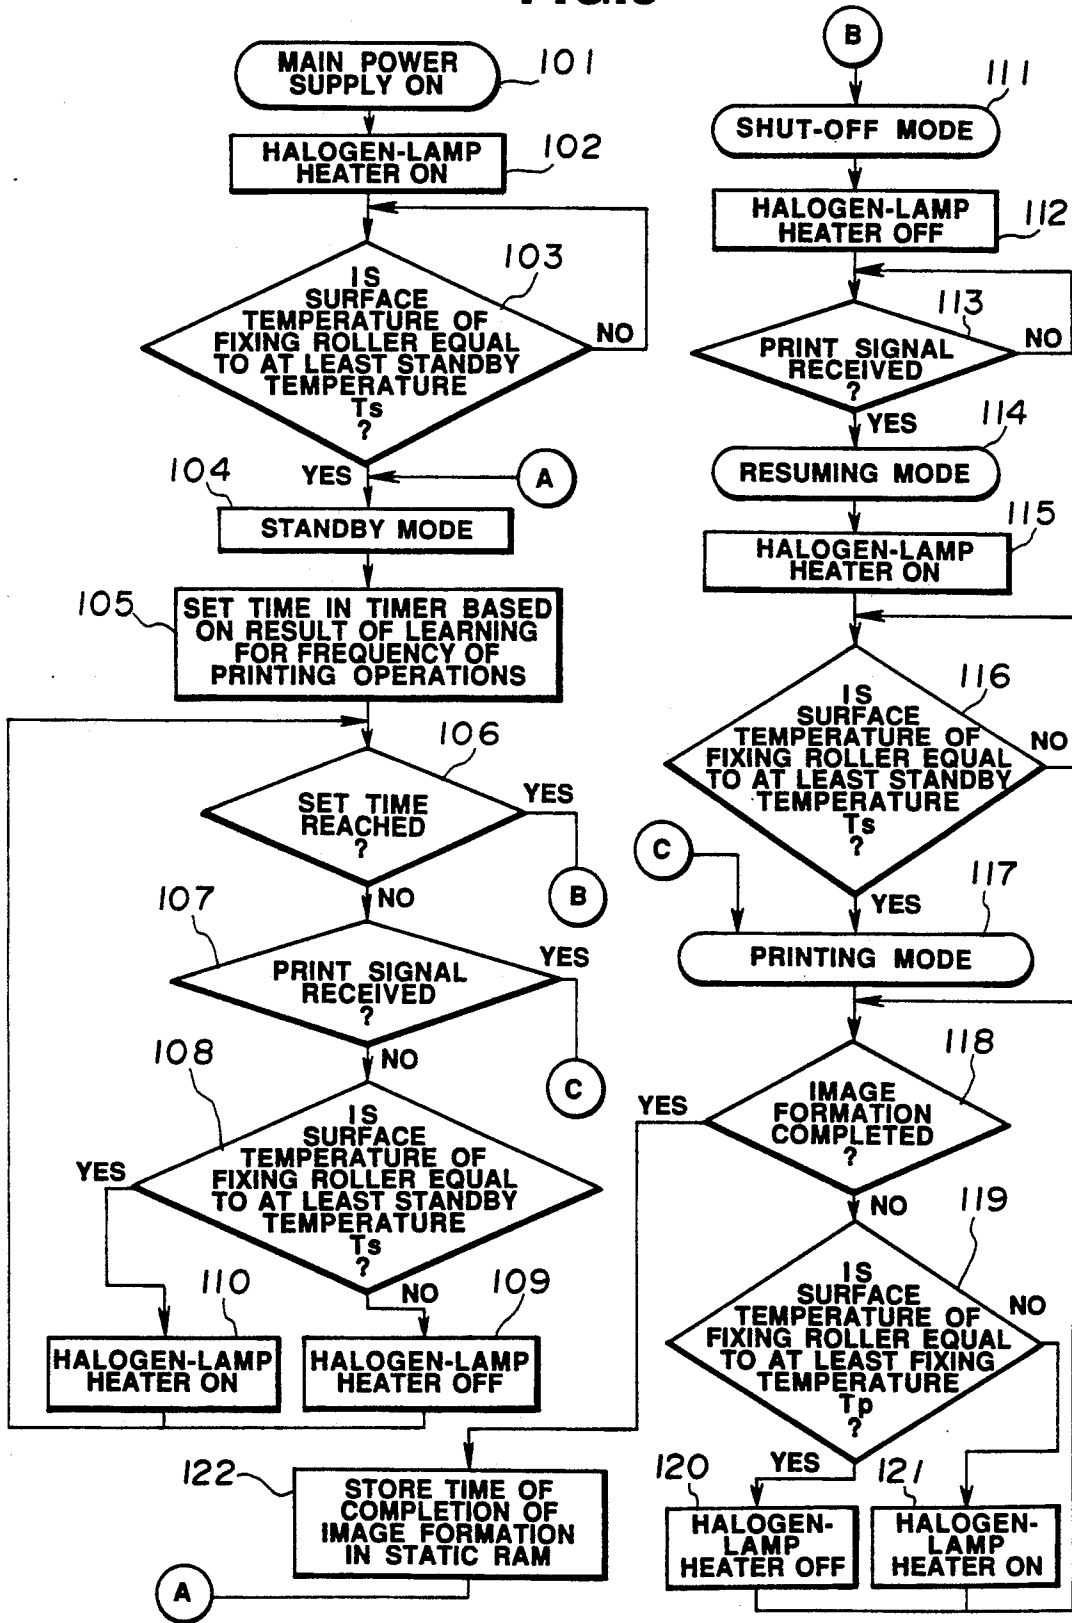 MAIN POWER
SUPPLY ON
101
HALOGEN-LAMP
HEATER ON
102
IS
SURFACE
TEMPERATURE OF
FIXING ROLLER EQUAL
TO AT LEAST STANDBY
TEMPERATURE
Ts
?
103
NO
YES
A
104
STANDBY MODE
105
SET TIME IN TIMER BASED
ON RESULT OF LEARNING
FOR FREQUENCY OF
PRINTING OPERATIONS
106
SET TIME
REACHED
?
YES
B
NO
107
PRINT SIGNAL
RECEIVED
?
YES
C
NO
108
IS
SURFACE
TEMPERATURE OF
FIXING ROLLER EQUAL
TO AT LEAST STANDBY
TEMPERATURE
Ts
?
YES
NO
110
HALOGEN-LAMP
HEATER ON
109
HALOGEN-LAMP
HEATER OFF
122
STORE TIME OF
COMPLETION OF
IMAGE FORMATION
IN STATIC RAM
A
B
111
SHUT-OFF MODE
HALOGEN-LAMP
HEATER OFF
112
113
PRINT SIGNAL
RECEIVED
?
NO
YES
114
RESUMING MODE
115
HALOGEN-LAMP
HEATER ON
116
IS
SURFACE
TEMPERATURE OF
FIXING ROLLER EQUAL
TO AT LEAST STANDBY
TEMPERATURE
Ts
?
NO
C
YES
117
PRINTING MODE
118
IMAGE
FORMATION
COMPLETED
?
YES
NO
119
IS
SURFACE
TEMPERATURE OF
FIXING ROLLER EQUAL
TO AT LEAST FIXING
TEMPERATURE
Tp
?
NO
YES
120
HALOGEN-
LAMP
HEATER OFF
121
HALOGEN-
LAMP
HEATER ON